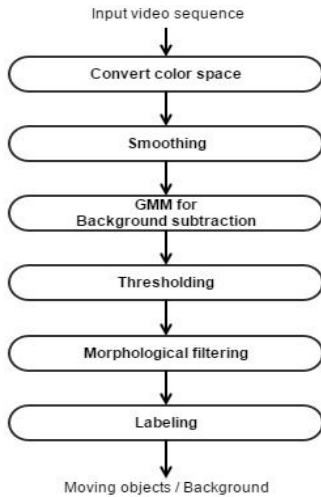 Input video sequence
Convert color space
Smoothing
GMM for
Background subtraction
Thresholding
Morphological filtering
Labeling
Moving objects / Background